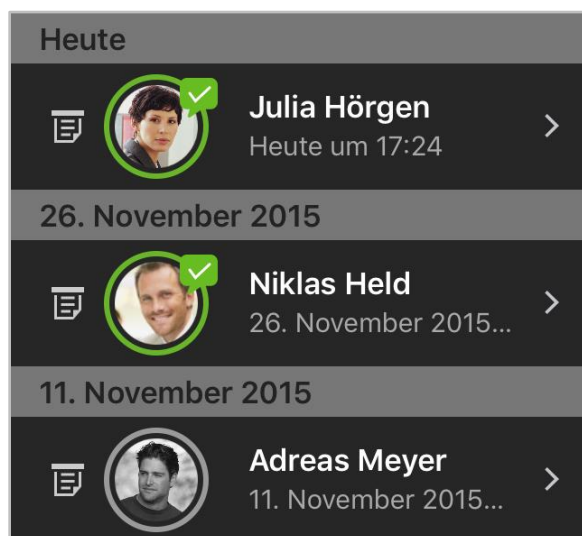 Heute
Julia Hörgen
Heute um 17:24
26. November 2015
Niklas Held
26. November 2015...
11. November 2015
Adreas Meyer
11. November 2015...